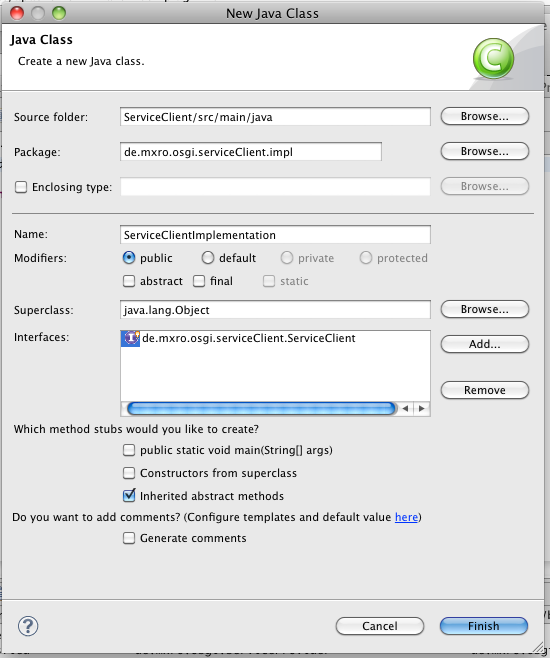 New Java Class
Java Class
Create a new Java class.
C
Source folder: ServiceClient/src/main/java Browse...
Package: de.mxro.osgi.serviceClient.impl Browse...
Enclosing type: Browse...
Name: ServiceClientImplementation
Modifiers: public default private protected
abstract final static
Superclass: java.lang.Object Browse...
Interfaces: I de.mxro.osgi.serviceClient.ServiceClient Add...
Remove
Which method stubs would you like to create?
public static void main(String[] args)
Constructors from superclass
Inherited abstract methods
Do you want to add comments? (Configure templates and default value here)
Generate comments
? Cancel Finish